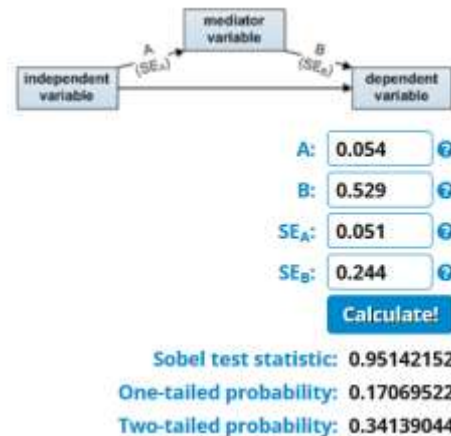 mediator
variable
A
(SEA)
B
(SEB)
independent
variable
dependent
variable
A: 0.054 ?
B: 0.529 ?
SEA: 0.051 ?
SEB: 0.244 ?
Calculate!
Sobel test statistic: 0.95142152
One-tailed probability: 0.17069522
Two-tailed probability: 0.34139044